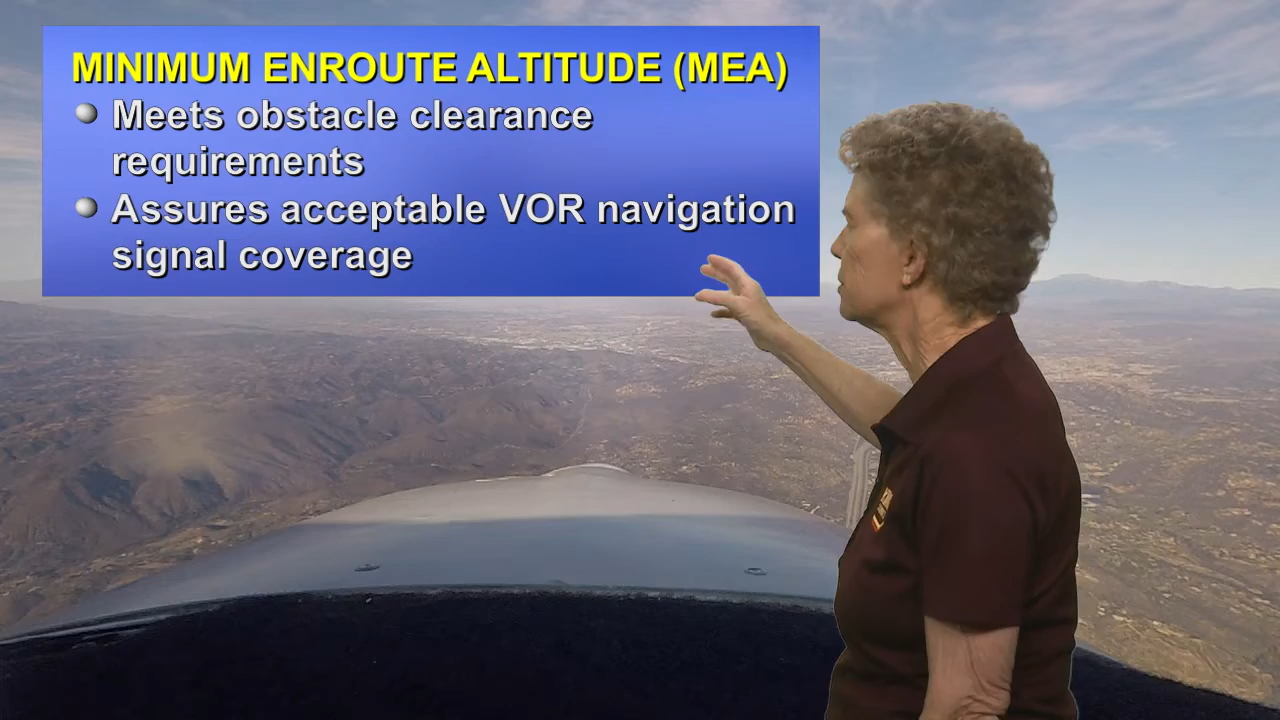 MINIMUM ENROUTE ALTITUDE (MEA)
Meets obstacle clearance
requirements
Assures acceptable VOR navigation
signal coverage